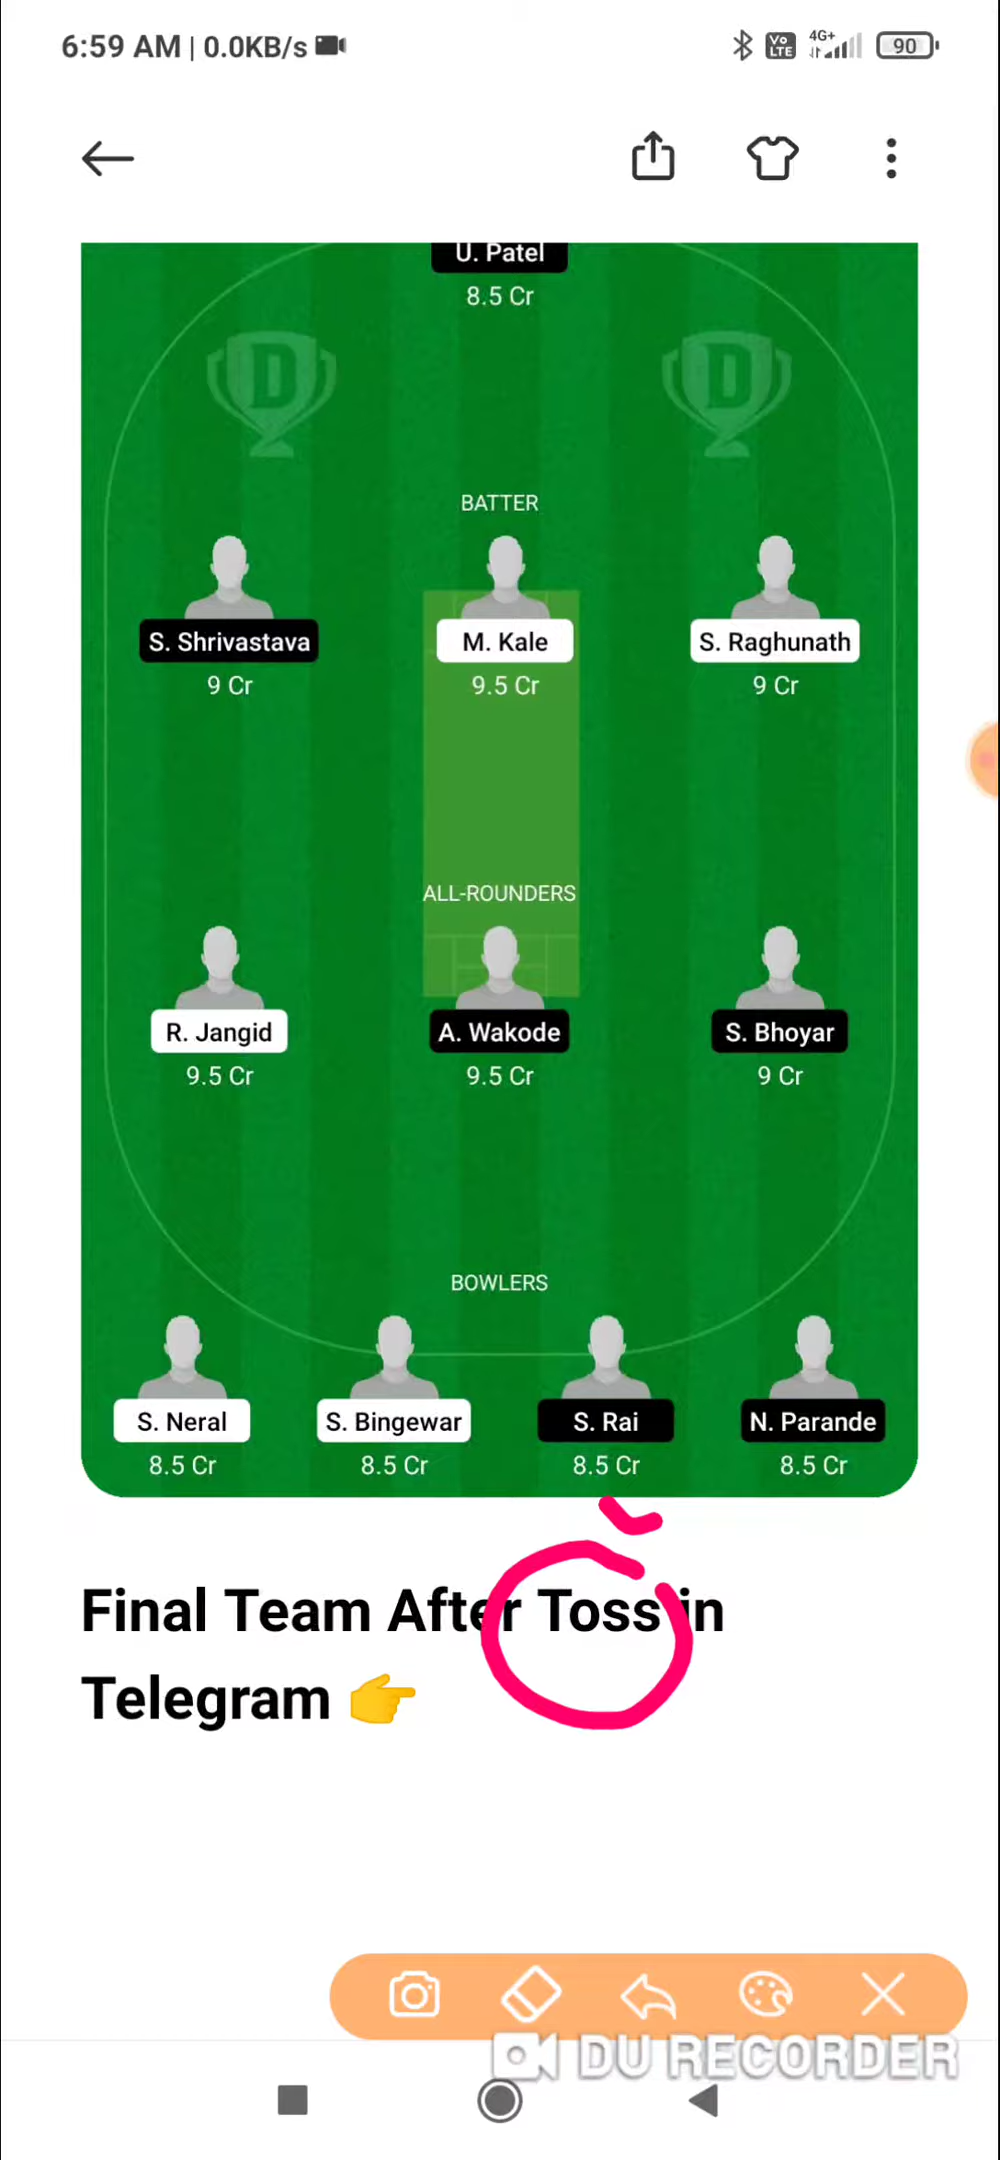 6:59 AM | 0.0KB/s
Vo LTE 4G+ 90
U. Patel
8.5 Cr
D D
BATTER
S. Shrivastava M. Kale S. Raghunath
9 Cr 9.5 Cr 9 Cr
ALL-ROUNDERS
R. Jangid A. Wakode S. Bhoyar
9.5 Cr 9.5 Cr 9 Cr
BOWLERS
S. Neral S. Bingewar S. Rai N. Parande
8.5 Cr 8.5 Cr 8.5 Cr 8.5 Cr
Final Team After Toss in
Telegram 👉
DU RECORDER